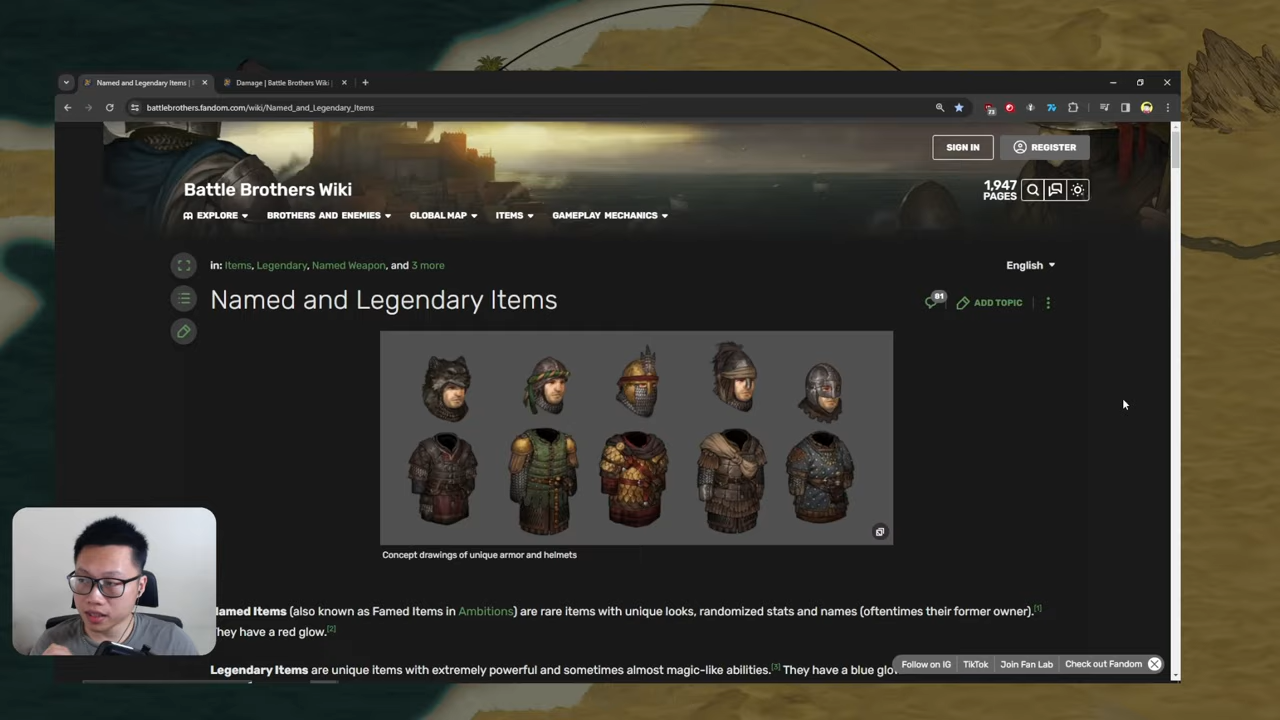 Named and Legendary Items |
Damage | Battle Brothers Wiki
battlebrothers.fandom.com/wiki/Named_and_Legendary_Items
SIGN IN
REGISTER
Battle Brothers Wiki
1,947
PAGES
EXPLORE
BROTHERS AND ENEMIES
GLOBAL MAP
ITEMS
GAMEPLAY MECHANICS
in: Items, Legendary, Named Weapon, and 3 more
English
Named and Legendary Items
81
ADD TOPIC
Concept drawings of unique armor and helmets
Named Items (also known as Famed Items in Ambitions) are rare items with unique looks, randomized stats and names (oftentimes their former owner).[1]
They have a red glow.[2]
Legendary Items are unique items with extremely powerful and sometimes almost magic-like abilities.[3] They have a blue glo
Follow on IG
TikTok
Join Fan Lab
Check out Fandom